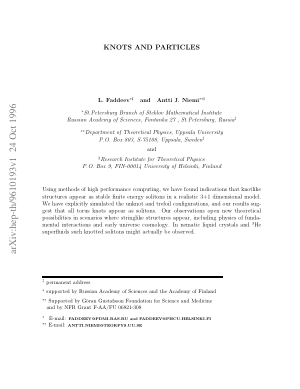 arXiv:hep-th/9610193v1 24 Oct 1996
KNOTS AND PARTICLES
L. Faddeev*‡ and Antti J. Niemi**‡
*St.Petersburg Branch of Steklov Mathematical Institute
Russian Academy of Sciences, Fontanka 27 , St.Petersburg, Russia‡
**Department of Theoretical Physics, Uppsala University
P.O. Box 803, S-75108, Uppsala, Sweden‡
and
‡Research Institute for Theoretical Physics
P.O. Box 9, FIN-00014 University of Helsinki, Finland
Using methods of high performance computing, we have found indications that knotlike
structures appear as stable finite energy solitons in a realistic 3+1 dimensional model.
We have explicitly simulated the unknot and trefoil configurations, and our results sug-
gest that all torus knots appear as solitons. Our observations open new theoretical
possibilities in scenarios where stringlike structures appear, including physics of funda-
mental interactions and early universe cosmology. In nematic liquid crystals and ³He
superfluids such knotted solitons might actually be observed.
permanent address
supported by Russian Academy of Sciences and the Academy of Finland
** Supported by Göran Gustafsson Foundation for Science and Medicine
and by NFR Grant F-AA/FU 06821-308
* E-mail: FADDEEV@PDMI.RAS.RU and FADDEEV@PHCU.HELSINKI.FI
** E-mail: ANTTI.NIEMI@TEORFYS.UU.SE